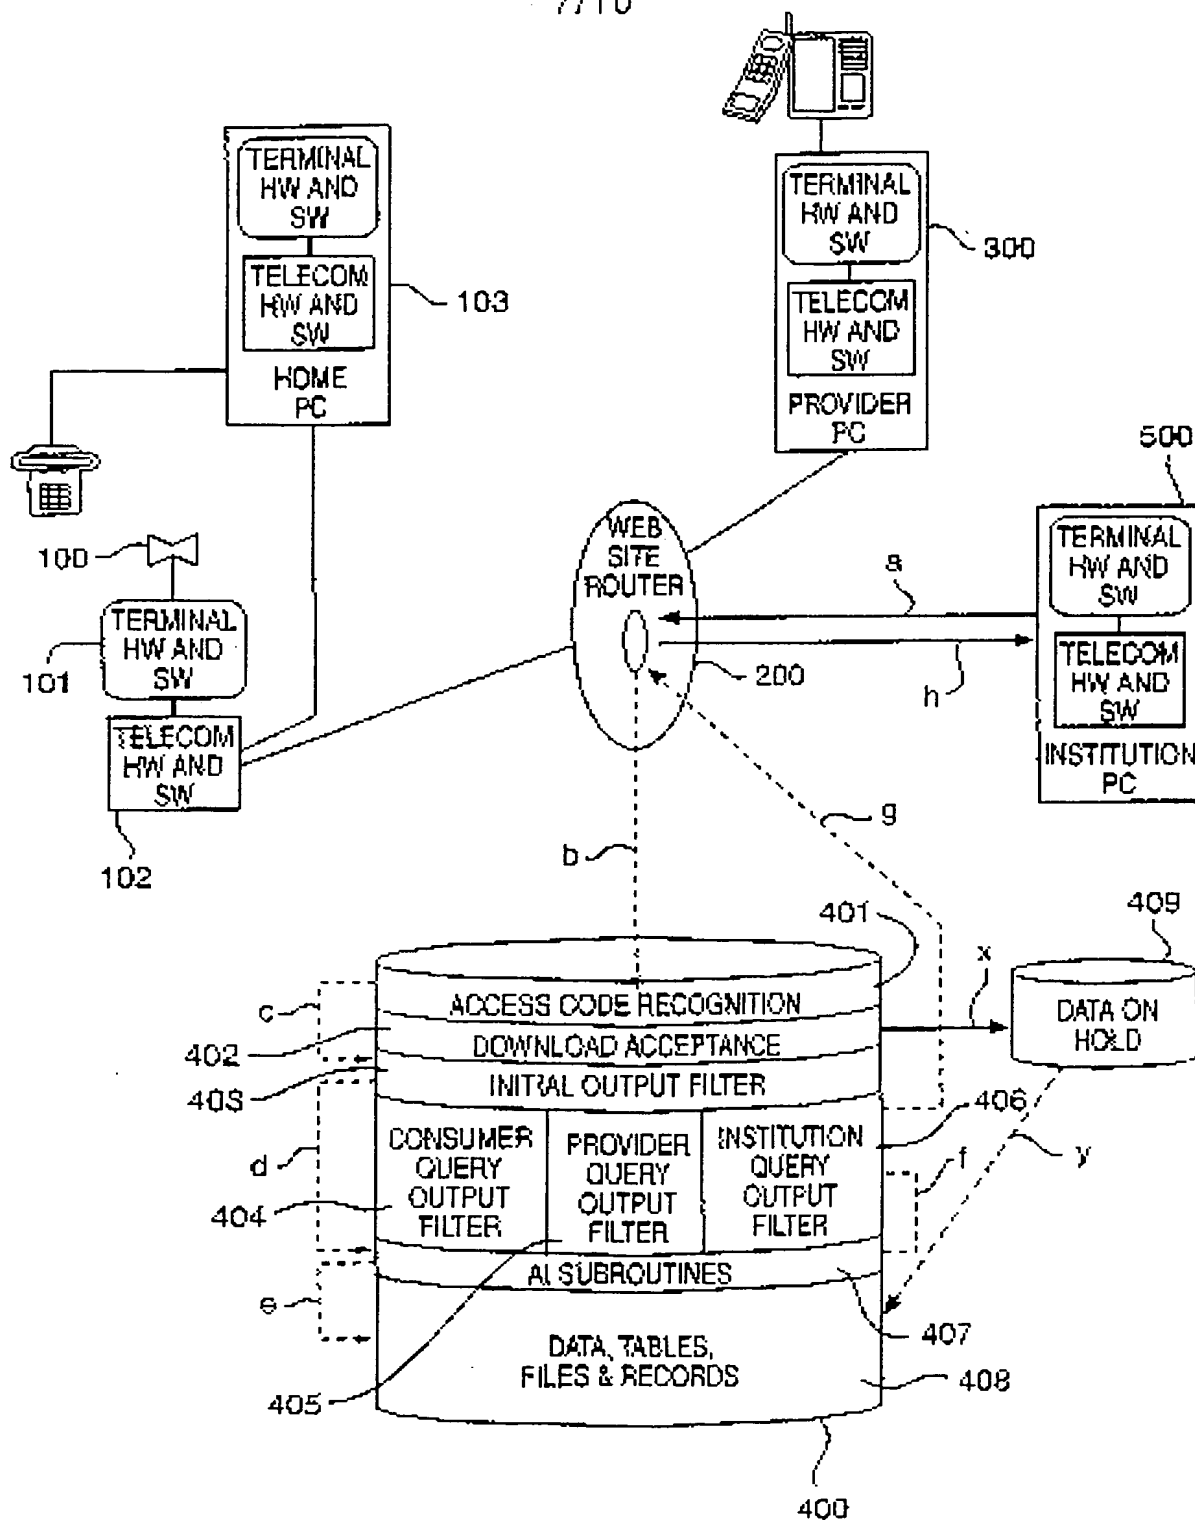 7/10
TERMINAL
HW AND
SW
TELECOM
HW AND
SW
HOME
PC
103
TERMINAL
HW AND
SW
TELECOM
HW AND
SW
PROVIDER
PC
300
500
TERMINAL
HW AND
SW
TELECOM
HW AND
SW
INSTITUTION
PC
WEB
SITE
ROUTER
200
a
h
100
TERMINAL
HW AND
SW
101
TELECOM
HW AND
SW
102
b
g
401
409
x
DATA ON
HOLD
ACCESS CODE RECOGNITION
c
402
DOWNLOAD ACCEPTANCE
403
INITIAL OUTPUT FILTER
406
d
CONSUMER
QUERY
OUTPUT
FILTER
404
PROVIDER
QUERY
OUTPUT
FILTER
INSTITUTION
QUERY
OUTPUT
FILTER
f
y
AI SUBROUTINES
e
407
DATA, TABLES,
FILES & RECORDS
405
408
400